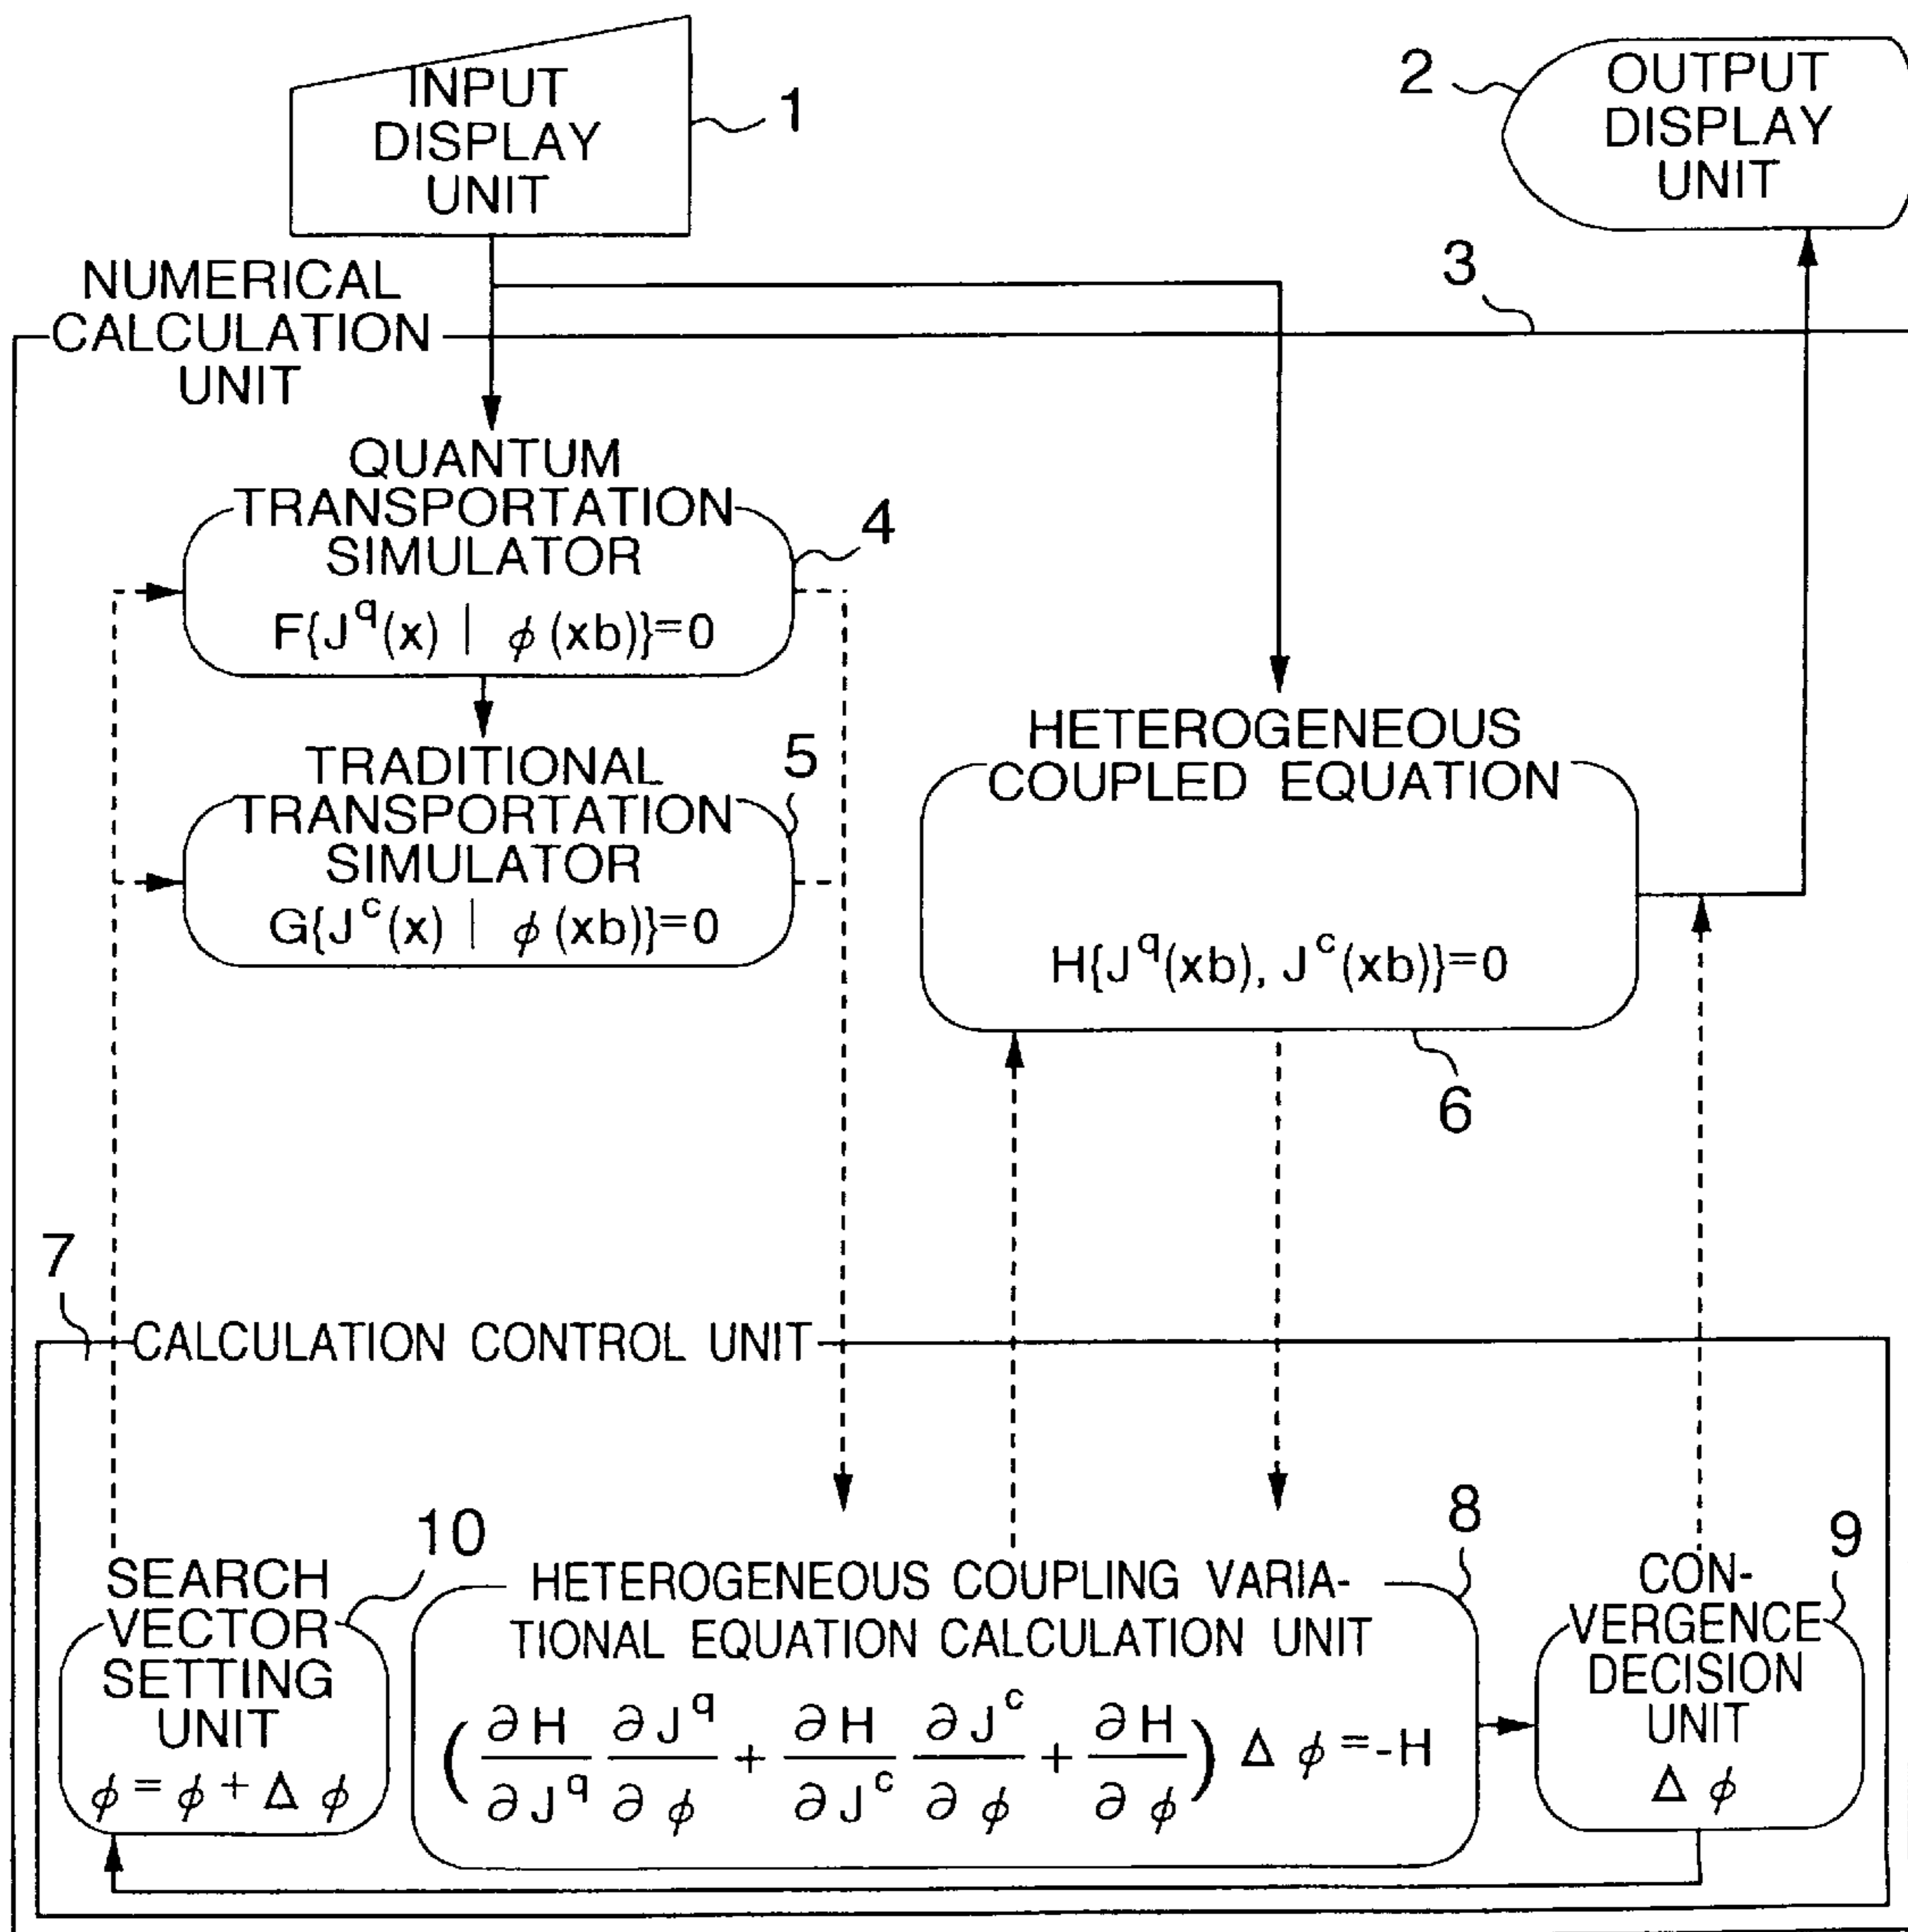 INPUT
DISPLAY
UNIT
1
2
OUTPUT
DISPLAY
UNIT
NUMERICAL
CALCULATION
UNIT
3
QUANTUM
TRANSPORTATION
SIMULATOR
4
F{J^q(x) | ϕ(xb)}=0
TRADITIONAL
TRANSPORTATION
SIMULATOR
5
G{J^c(x) | ϕ(xb)}=0
HETEROGENEOUS
COUPLED EQUATION
H{J^q(xb), J^c(xb)}=0
6
7
CALCULATION CONTROL UNIT
10
SEARCH
VECTOR
SETTING
UNIT
ϕ=ϕ+Δϕ
8
HETEROGENEOUS COUPLING VARIA-
TIONAL EQUATION CALCULATION UNIT
(∂H/∂J^q ∂J^q/∂ϕ + ∂H/∂J^c ∂J^c/∂ϕ + ∂H/∂ϕ) Δϕ=-H
9
CON-
VERGENCE
DECISION
UNIT
Δϕ